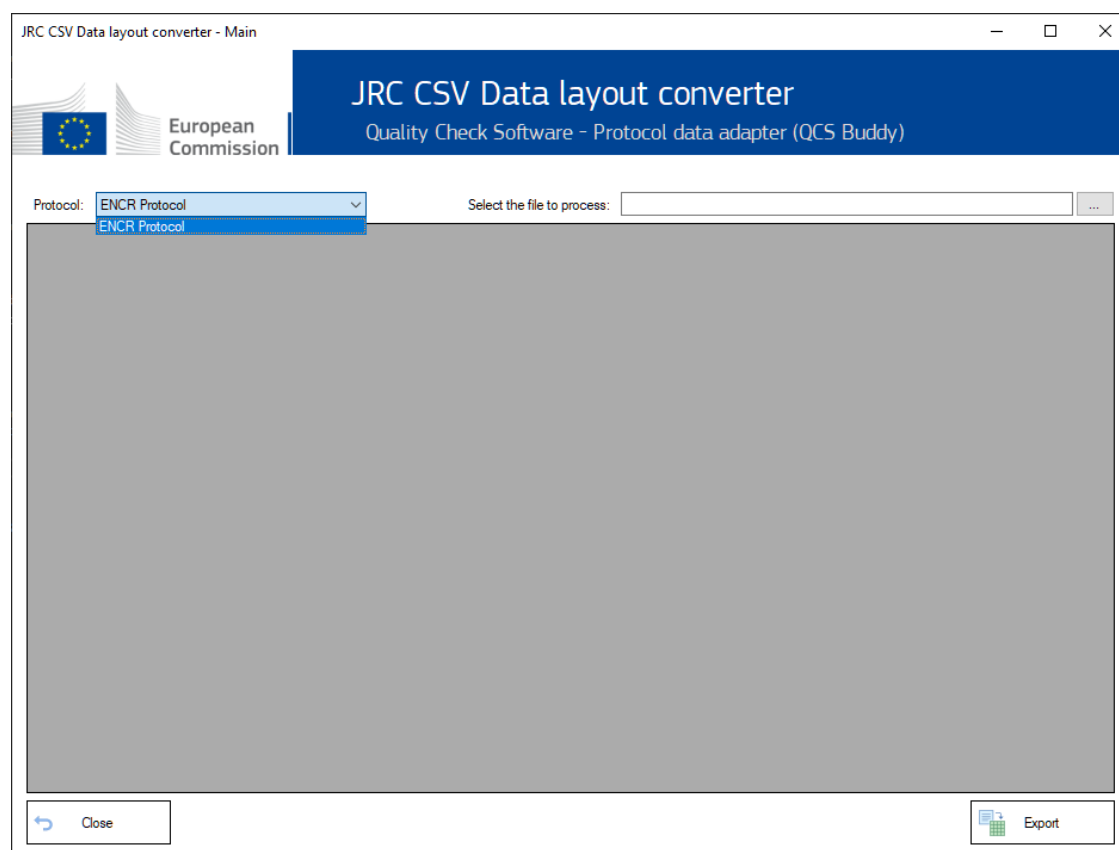 JRC CSV Data layout converter - Main
European
Commission
JRC CSV Data layout converter
Quality Check Software - Protocol data adapter (QCS Buddy)
Protocol: ENCR Protocol Select the file to process: ...
ENCR Protocol
Close Export